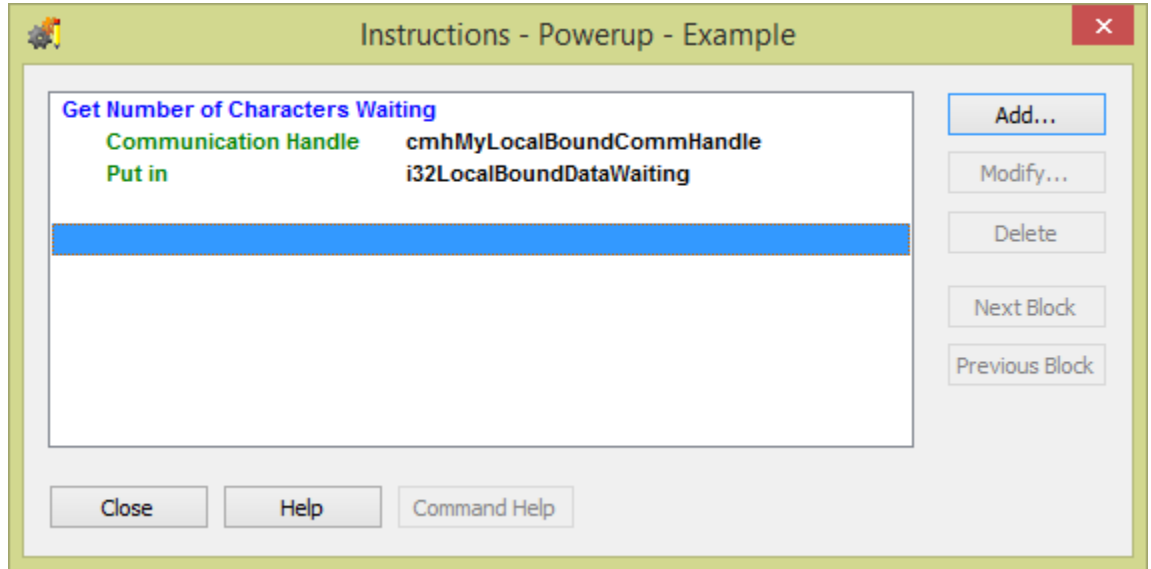 Instructions - Powerup - Example
Get Number of Characters Waiting
Communication Handle cmhMyLocalBoundCommHandle
Put in i32LocalBoundDataWaiting
Add...
Modify...
Delete
Next Block
Previous Block
Close Help Command Help